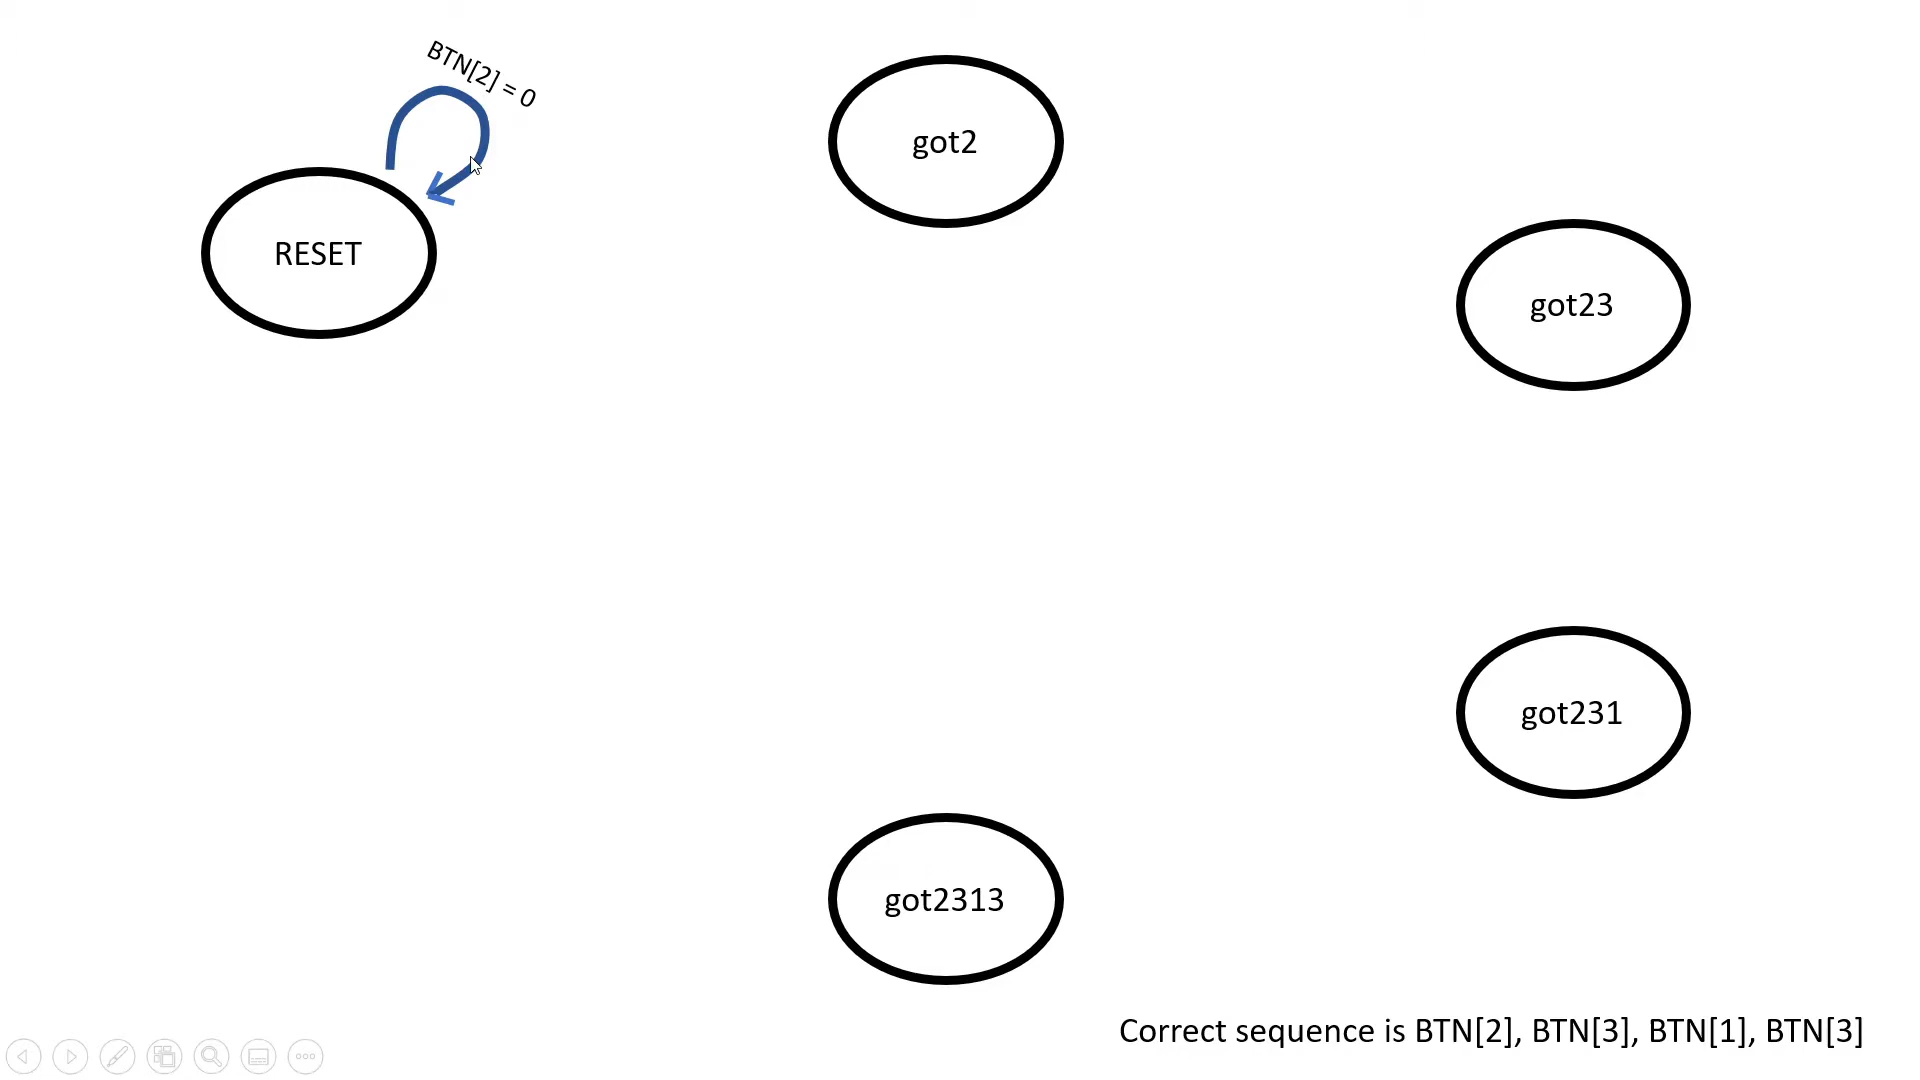 BTN[2] = 0
got2
RESET
got23
got231
got2313
Correct sequence is BTN[2], BTN[3], BTN[1], BTN[3]